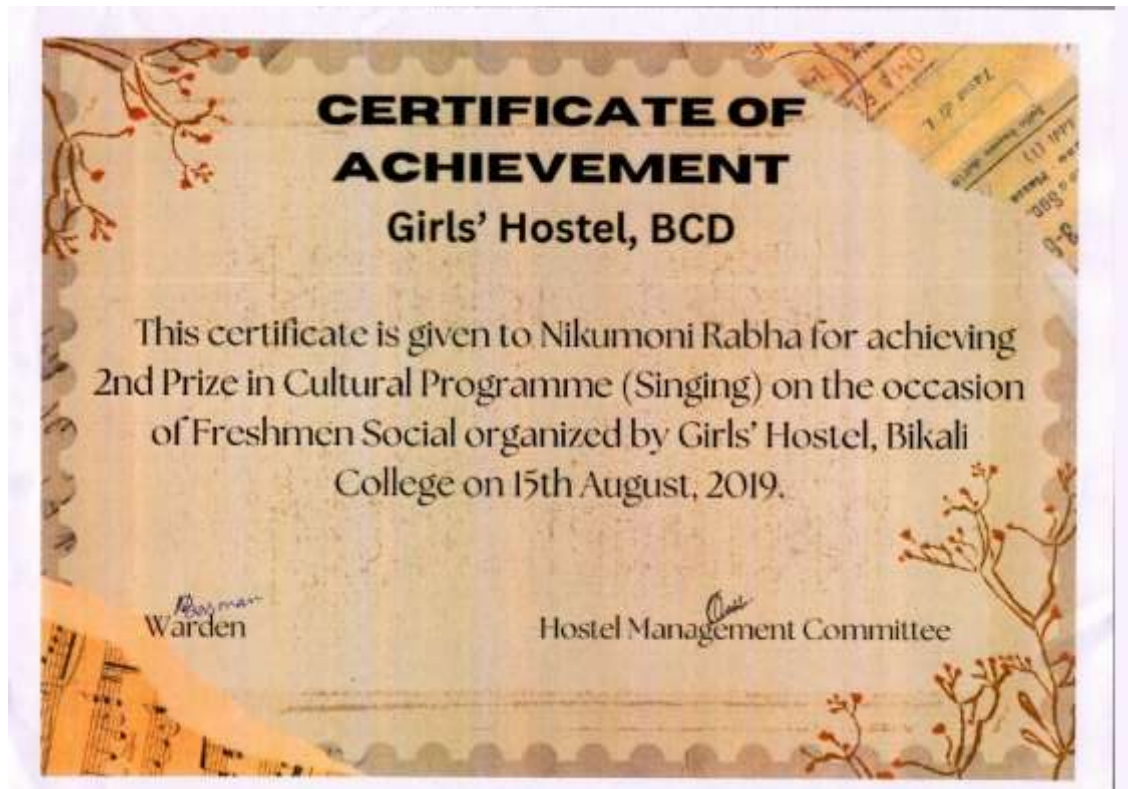 CERTIFICATE OF
ACHIEVEMENT
Girls' Hostel, BCD
This certificate is given to Nikumoni Rabha for achieving
2nd Prize in Cultural Programme (Singing) on the occasion
of Freshmen Social organized by Girls' Hostel, Bikali
College on 15th August, 2019.
Warden
Hostel Management Committee